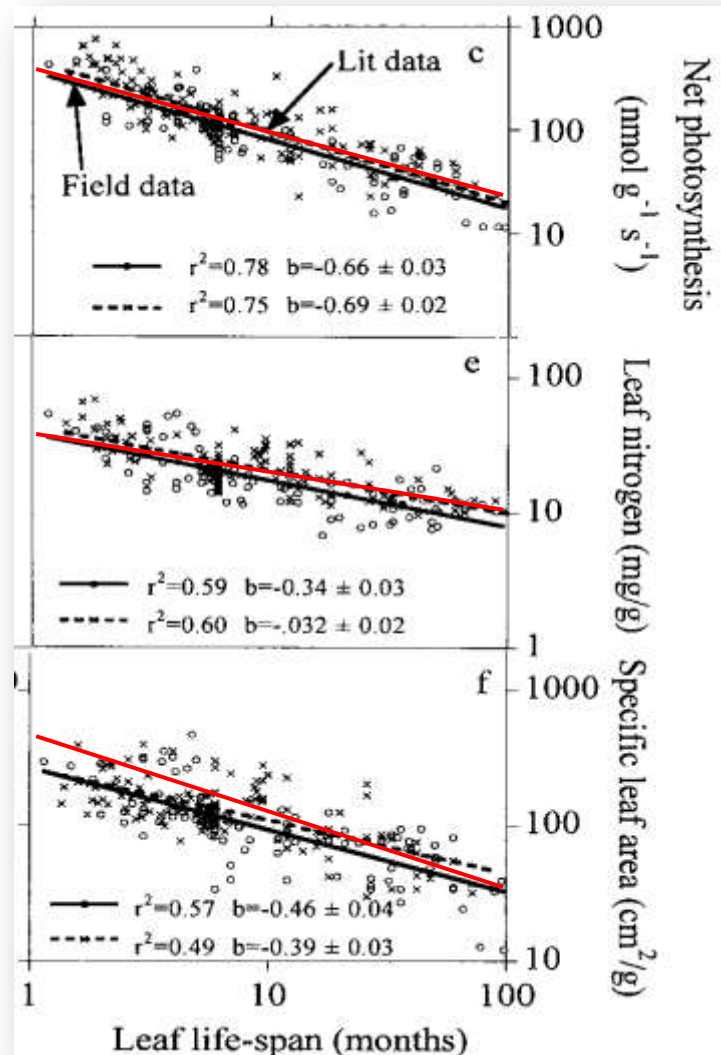 c
Lit data
Field data
r²=0.78 b=-0.66 ± 0.03
r²=0.75 b=-0.69 ± 0.02
1000
100
10
Net photosynthesis
(nmol g⁻¹ s⁻¹)
e
r²=0.59 b=-0.34 ± 0.03
r²=0.60 b=-.032 ± 0.02
100
10
1
Leaf nitrogen (mg/g)
f
r²=0.57 b=-0.46 ± 0.04
r²=0.49 b=-0.39 ± 0.03
1000
100
10
Specific leaf area (cm²/g)
1 10 100
Leaf life-span (months)